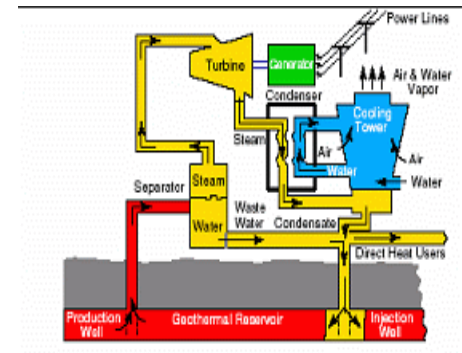 Power Lines
Turbine
Generator
Air & Water
Vapor
Condenser
Cooling
Tower
Steam
Air
Air
Water
Water
Separator
Steam
Water
Waste
Water
Condensate
Direct Heat Users
Production
Well
Geothermal Reservoir
Injection
Well